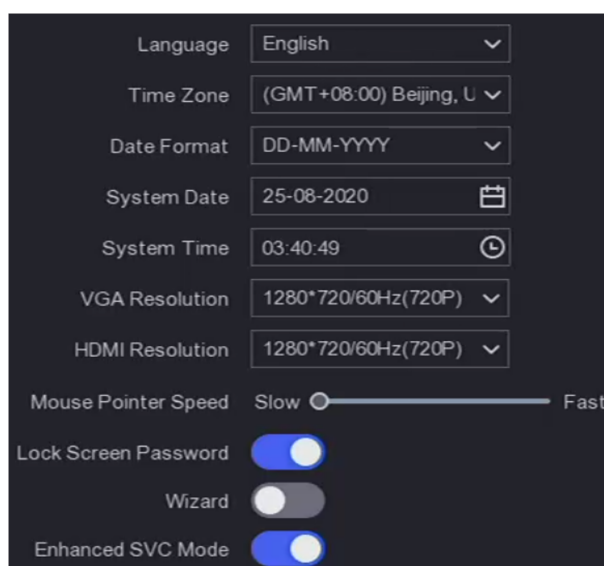 Language English
Time Zone (GMT+08:00) Beijing, U
Date Format DD-MM-YYYY
System Date 25-08-2020
System Time 03:40:49
VGA Resolution 1280*720/60Hz(720P)
HDMI Resolution 1280*720/60Hz(720P)
Mouse Pointer Speed Slow Fast
Lock Screen Password
Wizard
Enhanced SVC Mode